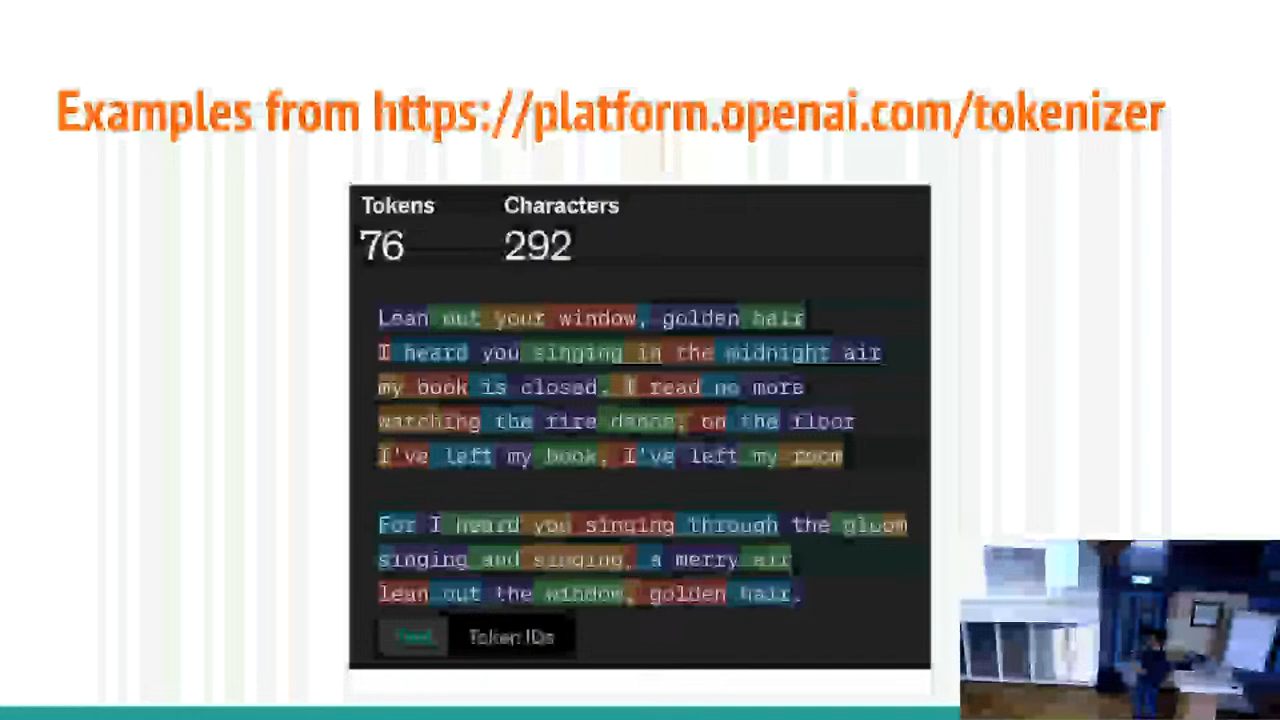 Examples from https://platform.openai.com/tokenizer
Tokens Characters
76 292
Lean out your window, golden hair
I heard you singing in the midnight air
my book is closed. I read no more
watching the fire dance, on the floor
I've left my book, I've left my room
For I heard you singing through the gloom
singing and singing, a merry air
lean out the window, golden hair.
Text Token IDs